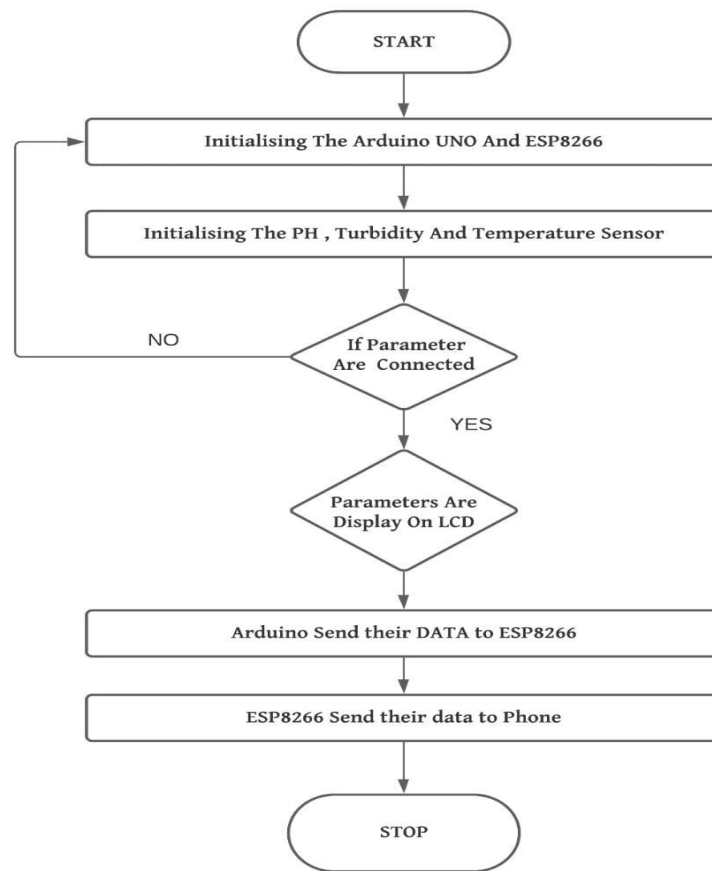 START
Initialising The Arduino UNO And ESP8266
Initialising The PH , Turbidity And Temperature Sensor
NO
If Parameter
Are Connected
YES
Parameters Are
Display On LCD
Arduino Send their DATA to ESP8266
ESP8266 Send their data to Phone
STOP